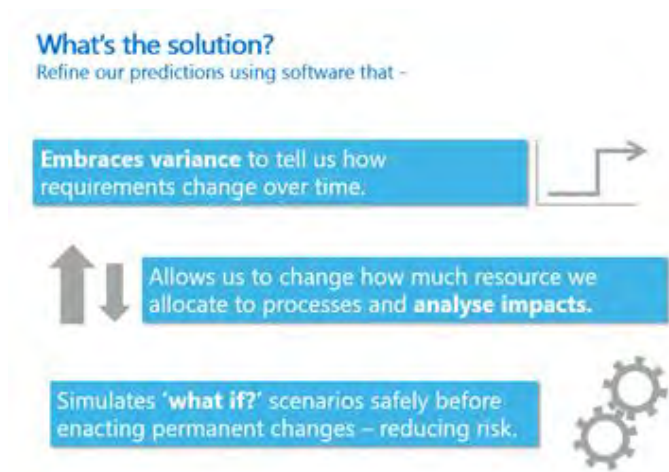 What's the solution?
Refine our predictions using software that -
Embraces variance to tell us how
requirements change over time.
Allows us to change how much resource we
allocate to processes and analyse impacts.
Simulates 'what if?' scenarios safely before
enacting permanent changes – reducing risk.